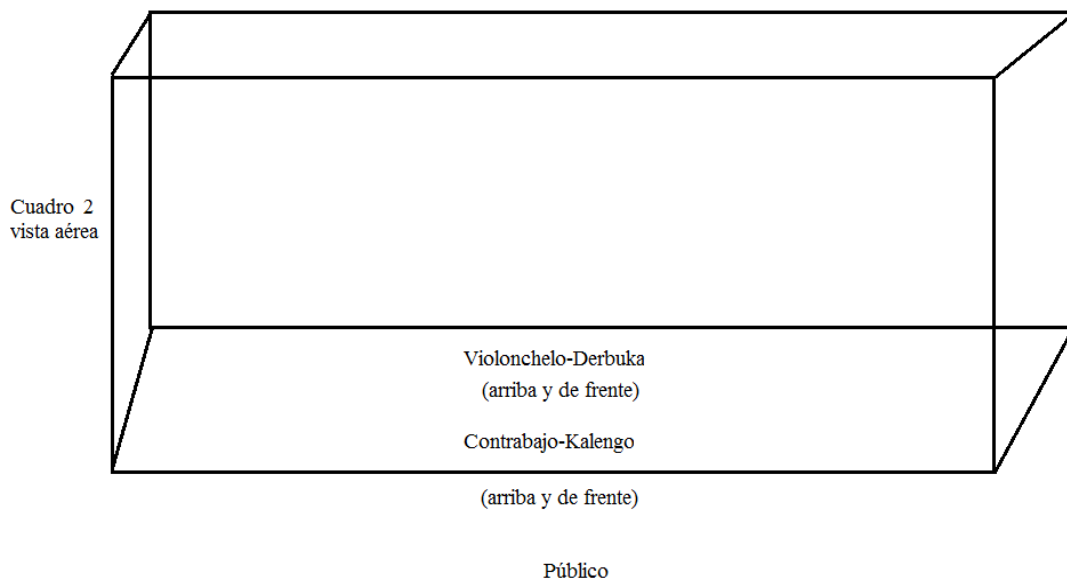 Cuadro 2
vista aérea
Violonchelo-Derbuka
(arriba y de frente)
Contrabajo-Kalengo
(arriba y de frente)
Público